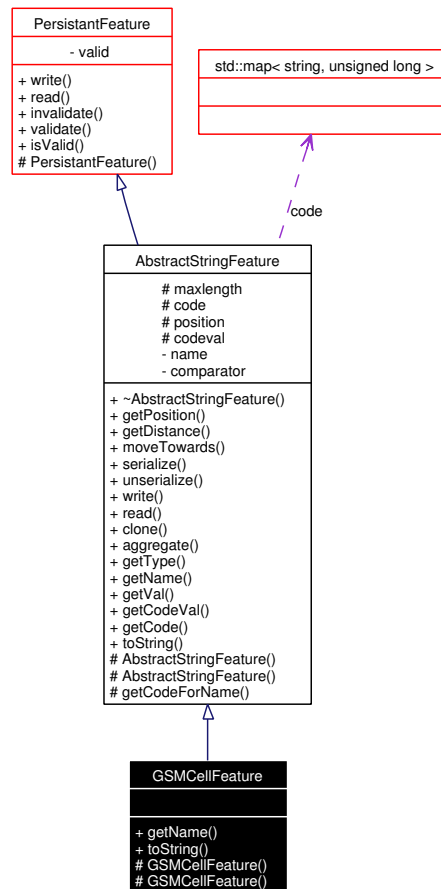 PersistantFeature
- valid
+ write()
+ read()
+ invalidate()
+ validate()
+ isValid()
# PersistantFeature()
std::map< string, unsigned long >
code
AbstractStringFeature
# maxlength
# code
# position
# codeval
- name
- comparator
+ ~AbstractStringFeature()
+ getPosition()
+ getDistance()
+ moveTowards()
+ serialize()
+ unserialize()
+ write()
+ read()
+ clone()
+ aggregate()
+ getType()
+ getName()
+ getVal()
+ getCodeVal()
+ getCode()
+ toString()
# AbstractStringFeature()
# AbstractStringFeature()
# getCodeForName()
GSMCellFeature
+ getName()
+ toString()
# GSMCellFeature()
# GSMCellFeature()